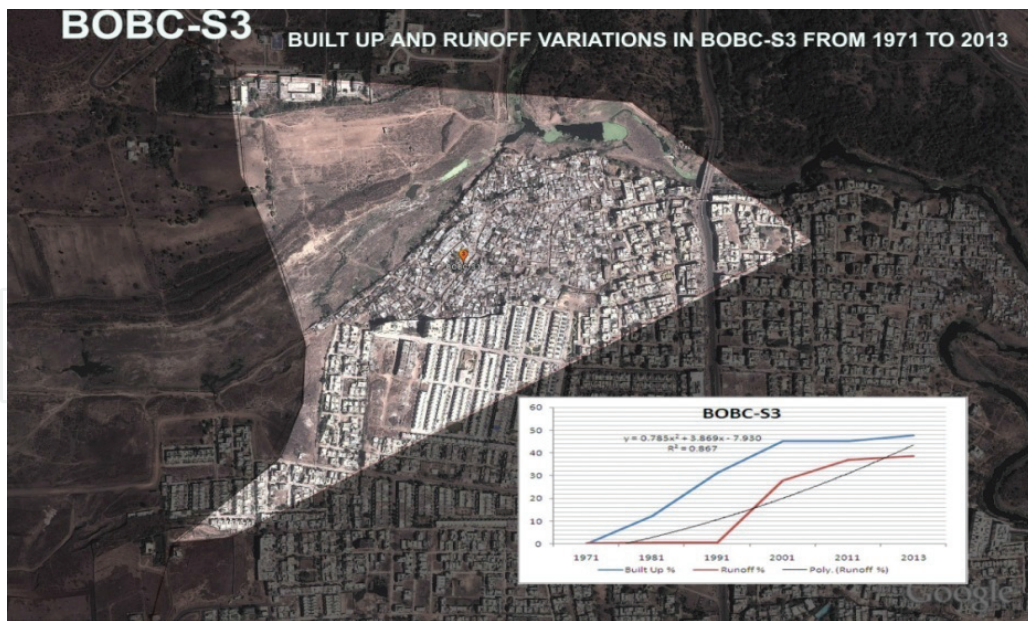 BOBC-S3
BUILT UP AND RUNOFF VARIATIONS IN BOBC-S3 FROM 1971 TO 2013
BOBC-S3
60
y = 0.785x² + 3.869x - 7.930
R² = 0.867
50
40
30
20
10
0
1971 1981 1991 2001 2011 2013
Built Up % Runoff % Poly. (Runoff %)
Google